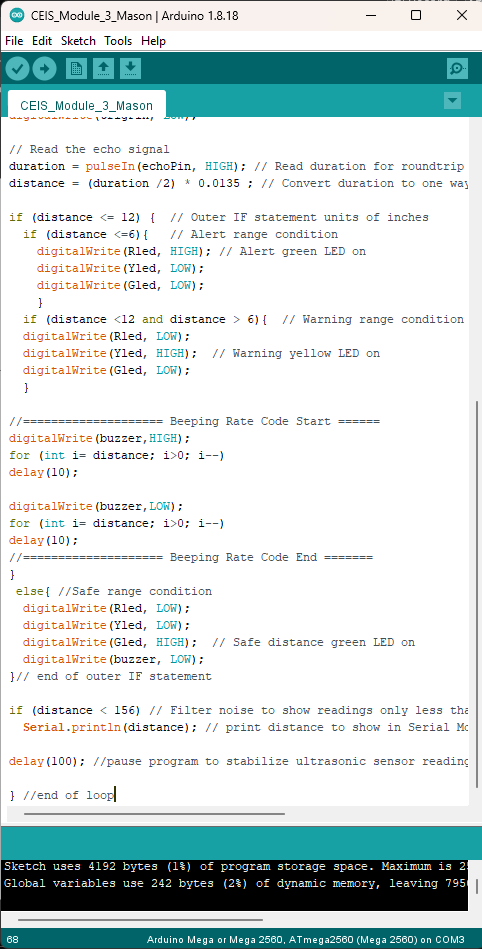 CEIS_Module_3_Mason | Arduino 1.8.18
File Edit Sketch Tools Help
CEIS_Module_3_Mason
// Read the echo signal
duration = pulseIn(echoPin, HIGH); // Read duration for roundtrip
distance = (duration /2) * 0.0135 ; // Convert duration to one way
if (distance <= 12) {  // Outer IF statement units of inches
  if (distance <=6){   // Alert range condition
    digitalWrite(Rled, HIGH); // Alert green LED on
    digitalWrite(Yled, LOW);
    digitalWrite(Gled, LOW);
    }
  if (distance <12 and distance > 6){  // Warning range condition
  digitalWrite(Rled, LOW);
  digitalWrite(Yled, HIGH);  // Warning yellow LED on
  digitalWrite(Gled, LOW);
  }
//==================== Beeping Rate Code Start ======
digitalWrite(buzzer,HIGH);
for (int i= distance; i>0; i--)
delay(10);
digitalWrite(buzzer,LOW);
for (int i= distance; i>0; i--)
delay(10);
//==================== Beeping Rate Code End =======
}
 else{ //Safe range condition
  digitalWrite(Rled, LOW);
  digitalWrite(Yled, LOW);
  digitalWrite(Gled, HIGH);  // Safe distance green LED on
  digitalWrite(buzzer, LOW);
}// end of outer IF statement
if (distance < 156) // Filter noise to show readings only less tha
  Serial.println(distance); // print distance to show in Serial Mo
delay(100); //pause program to stabilize ultrasonic sensor reading
} //end of loop
Sketch uses 4192 bytes (1%) of program storage space. Maximum is 25
Global variables use 242 bytes (2%) of dynamic memory, leaving 7950
68 Arduino Mega or Mega 2560, ATmega2560 (Mega 2560) on COM3